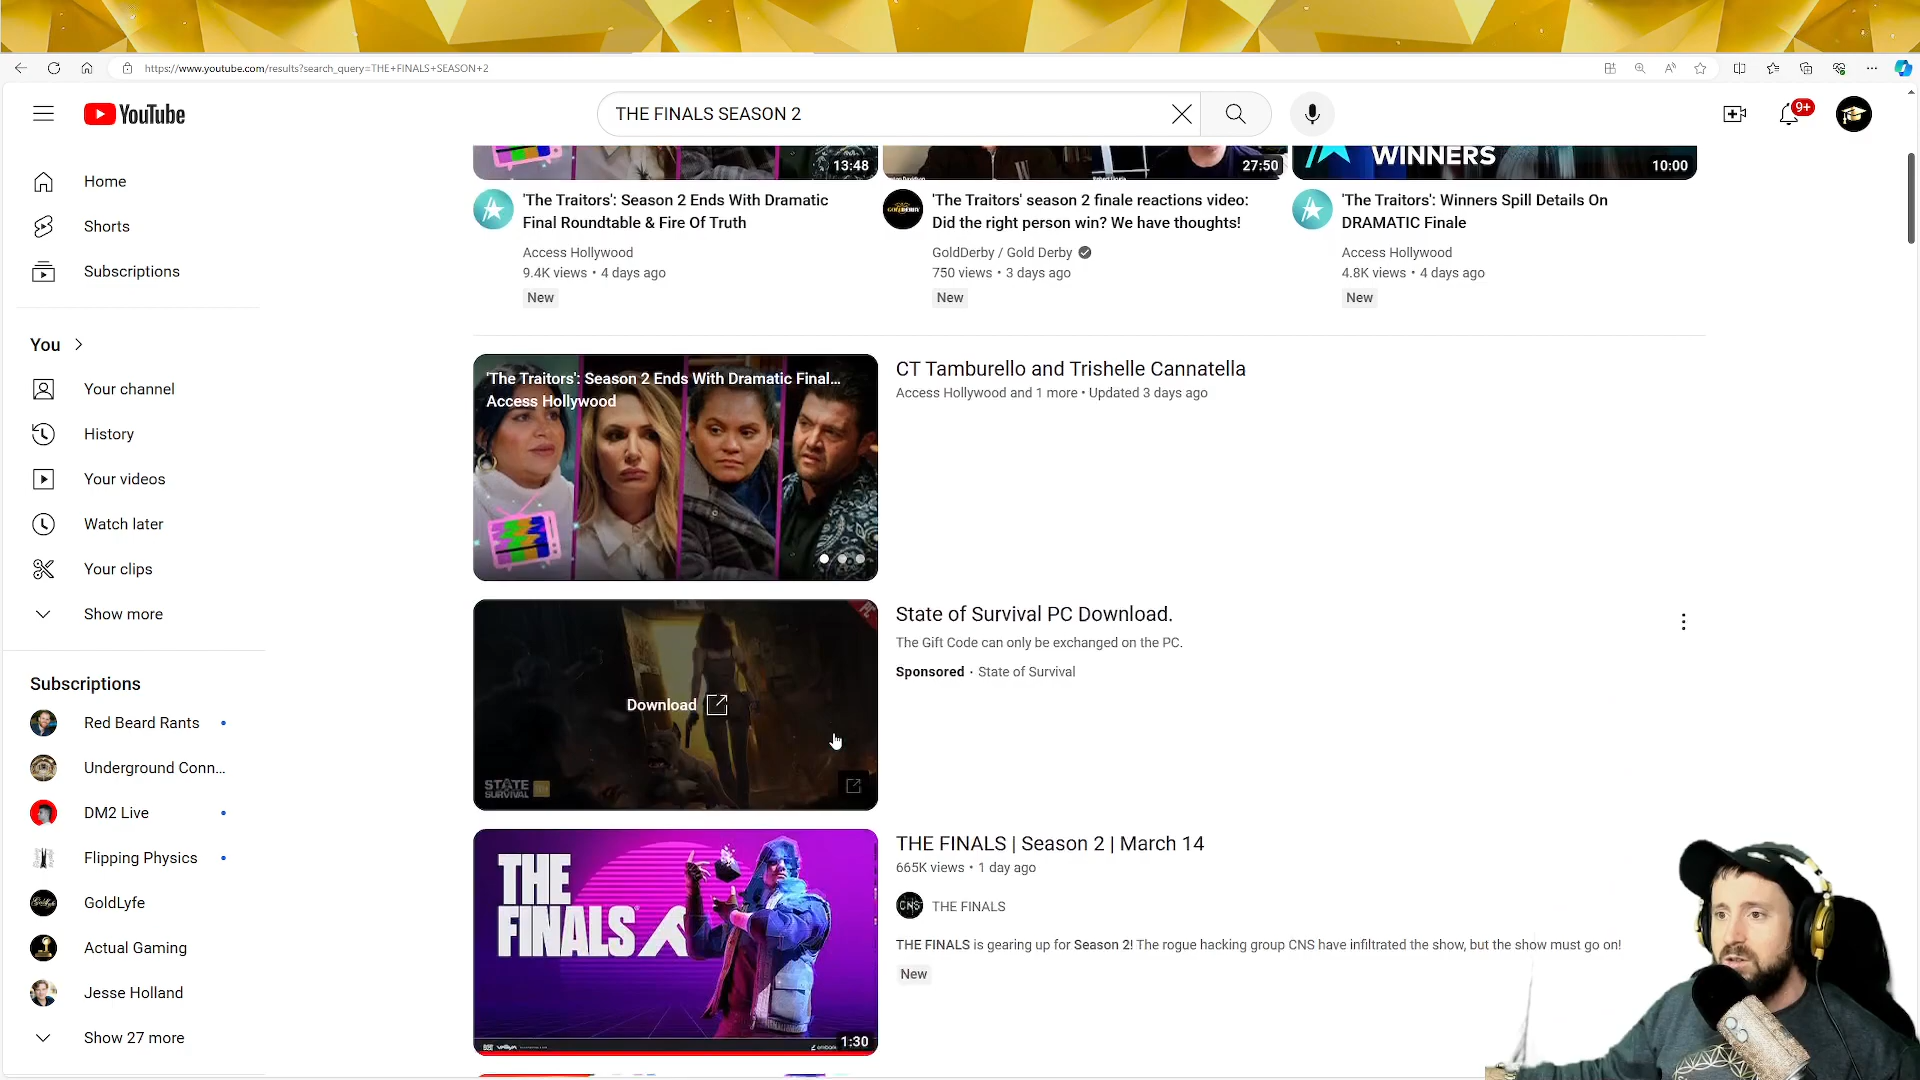 https://www.youtube.com/results?search_query=THE+FINALS+SEASON+2
YouTube
THE FINALS SEASON 2
9+
Home
Shorts
Subscriptions
You
Your channel
History
Your videos
Watch later
Your clips
Show more
Subscriptions
Red Beard Rants
Underground Conn...
DM2 Live
Flipping Physics
GoldLyfe
Actual Gaming
Jesse Holland
Show 27 more
13:48
'The Traitors': Season 2 Ends With Dramatic
Final Roundtable & Fire Of Truth
Access Hollywood
9.4K views • 4 days ago
New
27:50
'The Traitors' season 2 finale reactions video:
Did the right person win? We have thoughts!
GoldDerby / Gold Derby
750 views • 3 days ago
New
WINNERS
10:00
'The Traitors': Winners Spill Details On
DRAMATIC Finale
Access Hollywood
4.8K views • 4 days ago
New
'The Traitors': Season 2 Ends With Dramatic Final...
Access Hollywood
CT Tamburello and Trishelle Cannatella
Access Hollywood and 1 more • Updated 3 days ago
PC
Download
STATE
SURVIVAL
State of Survival PC Download.
The Gift Code can only be exchanged on the PC.
Sponsored • State of Survival
THE
FINALS
1:30
THE FINALS | Season 2 | March 14
665K views • 1 day ago
CNS
THE FINALS
THE FINALS is gearing up for Season 2! The rogue hacking group CNS have infiltrated the show, but the show must go on!
New